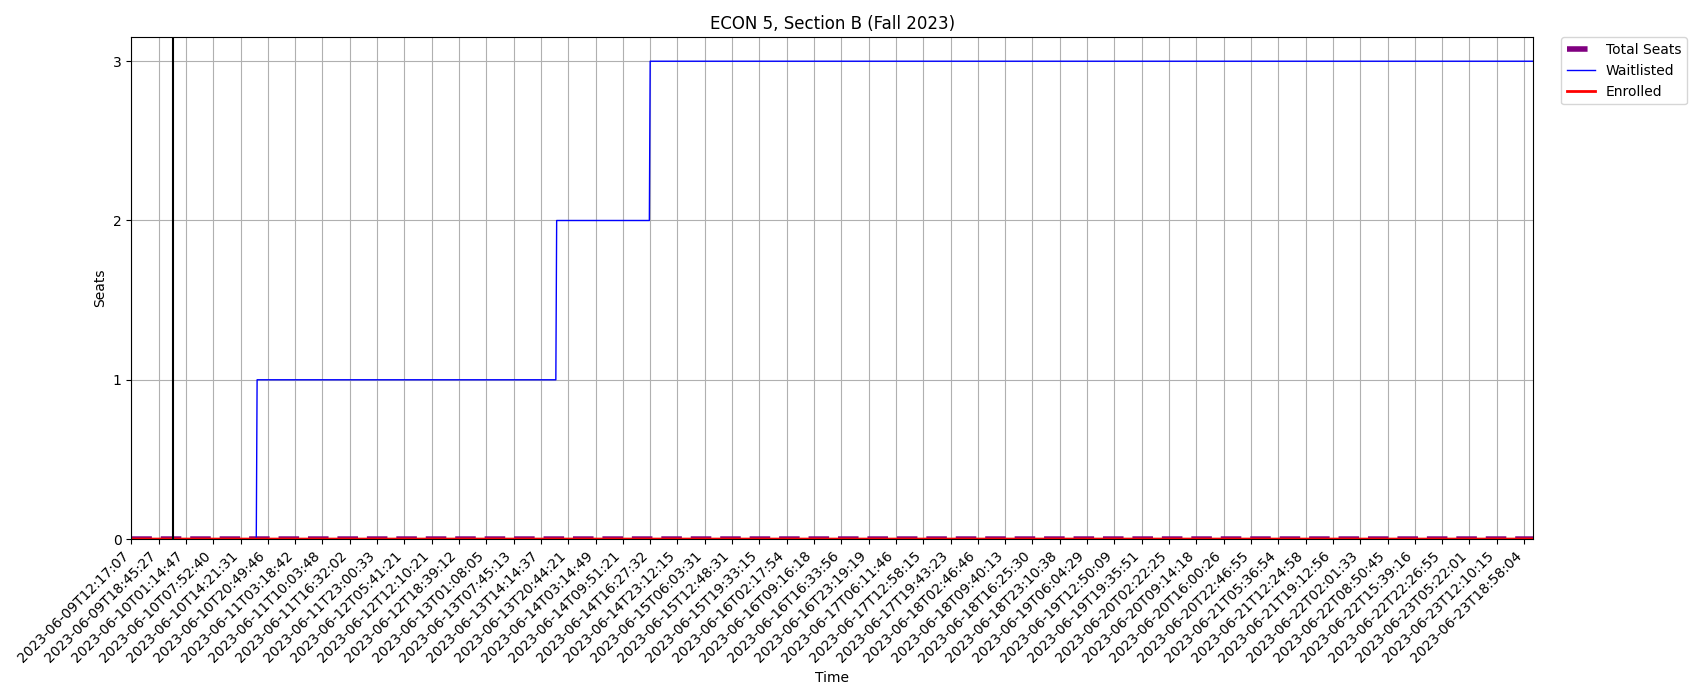 ECON 5, Section B (Fall 2023)
Total Seats
Waitlisted
Enrolled
3
2
1
0
Seats
2023-06-09T12:17:07
2023-06-09T18:45:27
2023-06-10T01:14:47
2023-06-10T07:52:40
2023-06-10T14:21:31
2023-06-10T20:49:46
2023-06-11T03:18:42
2023-06-11T10:03:48
2023-06-11T16:32:02
2023-06-11T23:00:33
2023-06-12T05:41:21
2023-06-12T12:10:21
2023-06-12T18:39:12
2023-06-13T01:08:05
2023-06-13T07:45:13
2023-06-13T14:14:37
2023-06-13T20:44:21
2023-06-14T03:14:49
2023-06-14T09:51:21
2023-06-14T16:27:32
2023-06-14T23:12:15
2023-06-15T06:03:31
2023-06-15T12:48:31
2023-06-15T19:33:15
2023-06-16T02:17:54
2023-06-16T09:16:18
2023-06-16T16:33:56
2023-06-16T23:19:19
2023-06-17T06:11:46
2023-06-17T12:58:15
2023-06-17T19:43:23
2023-06-18T02:46:46
2023-06-18T09:40:13
2023-06-18T16:25:30
2023-06-18T23:10:38
2023-06-19T06:04:29
2023-06-19T12:50:09
2023-06-19T19:35:51
2023-06-20T02:22:25
2023-06-20T09:14:18
2023-06-20T16:00:26
2023-06-20T22:46:55
2023-06-21T05:36:54
2023-06-21T12:24:58
2023-06-21T19:12:56
2023-06-22T02:01:33
2023-06-22T08:50:45
2023-06-22T15:39:16
2023-06-22T22:26:55
2023-06-23T05:22:01
2023-06-23T12:10:15
2023-06-23T18:58:04
Time